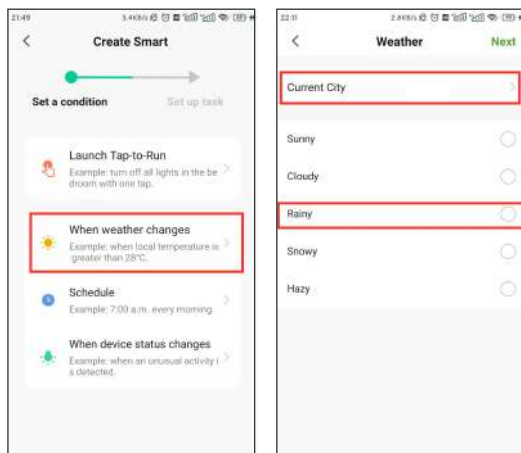 21:49
Create Smart
Set a condition
Set up task
Launch Tap-to-Run
Example: turn off all lights in the be
droom with one tap.
When weather changes
Example: when local temperature is
greater than 28°C.
Schedule
Example: 7:00 a.m. every morning.
When device status changes
Example: when an unusual activity i
s detected.
22:11
Weather
Next
Current City
Sunny
Cloudy
Rainy
Snowy
Hazy